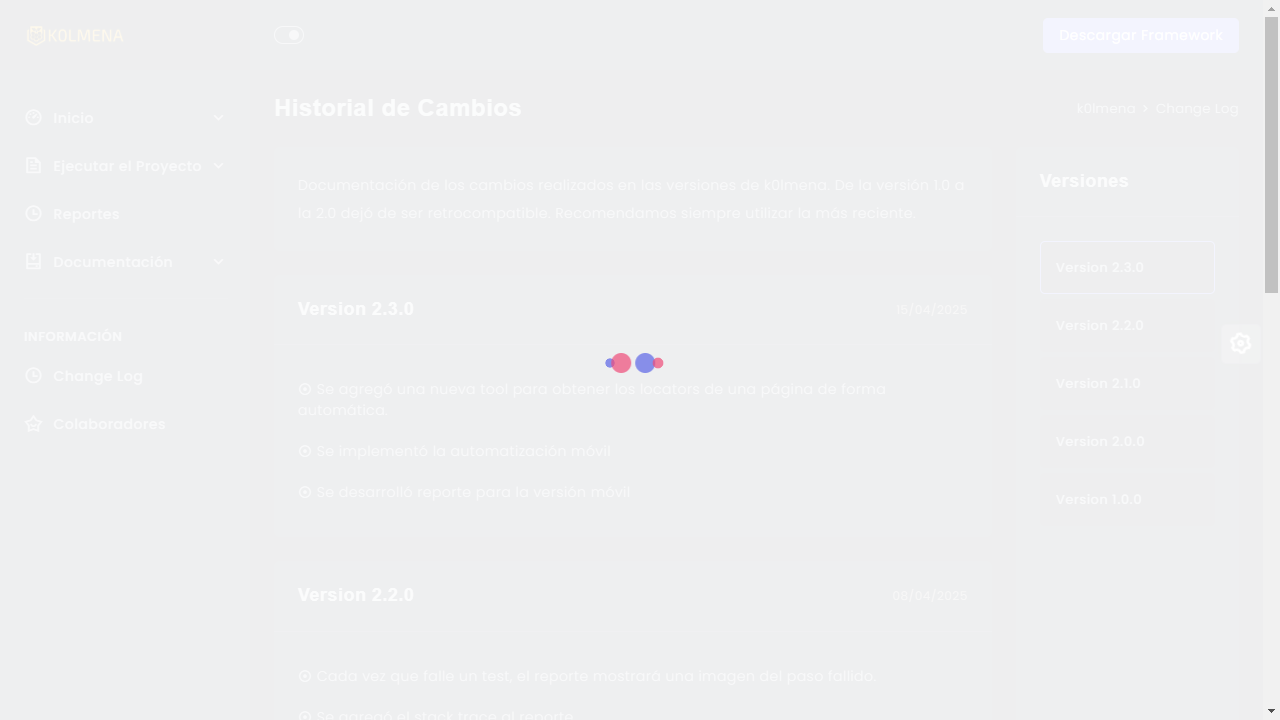 KOLMENA
Descargar Framework
Inicio
Ejecutar el Proyecto
Reportes
Documentación
INFORMACIÓN
Change Log
Colaboradores
Historial de Cambios
k0lmena > Change Log
Documentación de los cambios realizados en las versiones de k0lmena. De la versión 1.0 a
la 2.0 dejó de ser retrocompatible. Recomendamos siempre utilizar la más reciente.
Version 2.3.0
15/04/2025
Se agregó una nueva tool para obtener los locators de una página de forma
automática
Se implementó la automatización móvil
Se desarrolló reporte para la versión móvil
Version 2.2.0
09/04/2025
Cada vez que falle un test, el reporte mostrará una imagen del paso fallido
Se agregó el stack trace al reporte
Versiones
Version 2.3.0
Version 2.2.0
Version 2.1.0
Version 2.0.0
Version 1.0.0